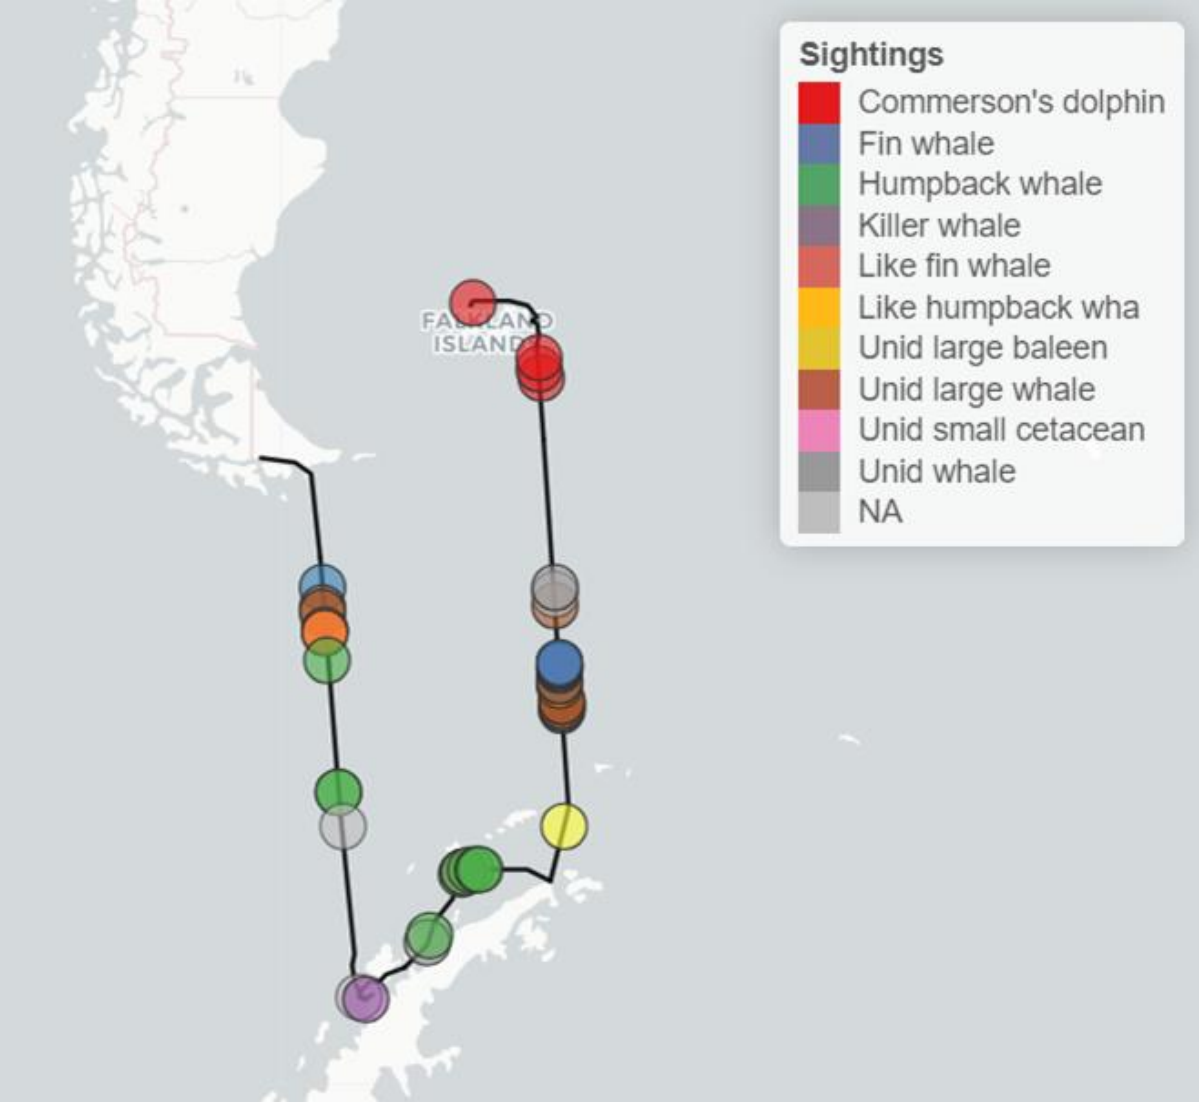 Sightings
Commerson's dolphin
Fin whale
Humpback whale
Killer whale
Like fin whale
Like humpback wha
Unid large baleen
Unid large whale
Unid small cetacean
Unid whale
NA
FALKLAND
ISLAND